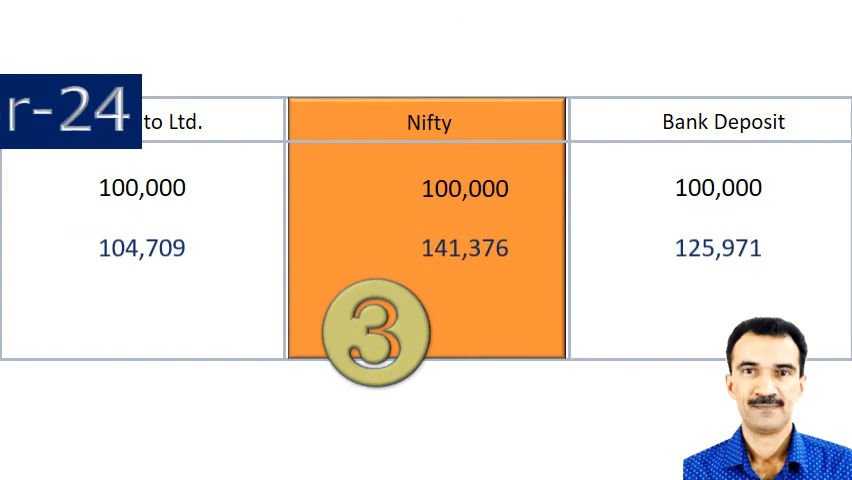 r-24
to Ltd. Nifty Bank Deposit
100,000 100,000 100,000
104,709 141,376 125,971
3